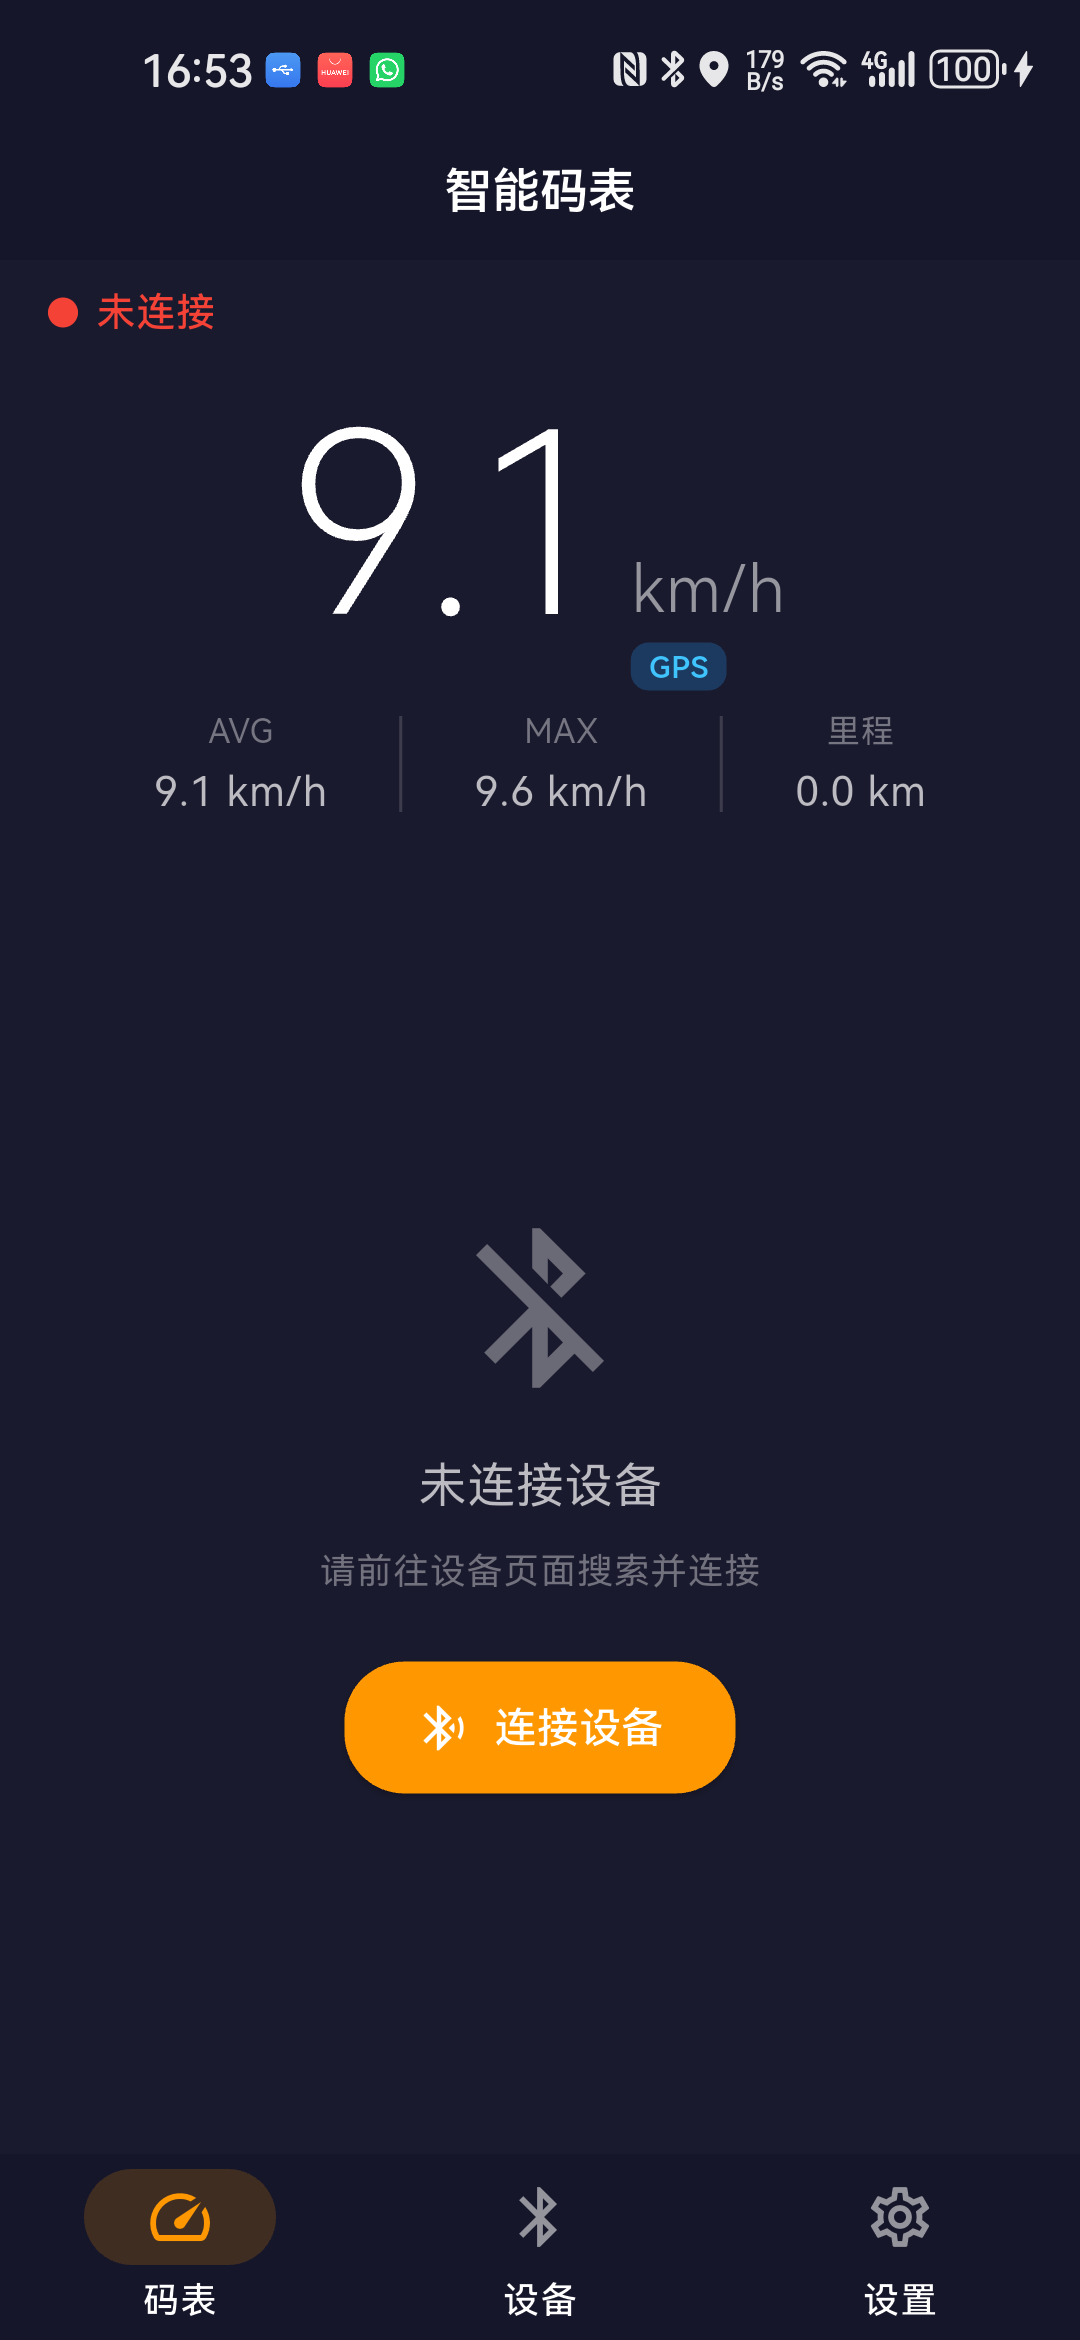 16:53
HUAWEI
179 B/s
4G
100
智能码表
未连接
9.1 km/h
GPS
AVG MAX 里程
9.1 km/h 9.6 km/h 0.0 km
未连接设备
请前往设备页面搜索并连接
连接设备
码表 设备 设置